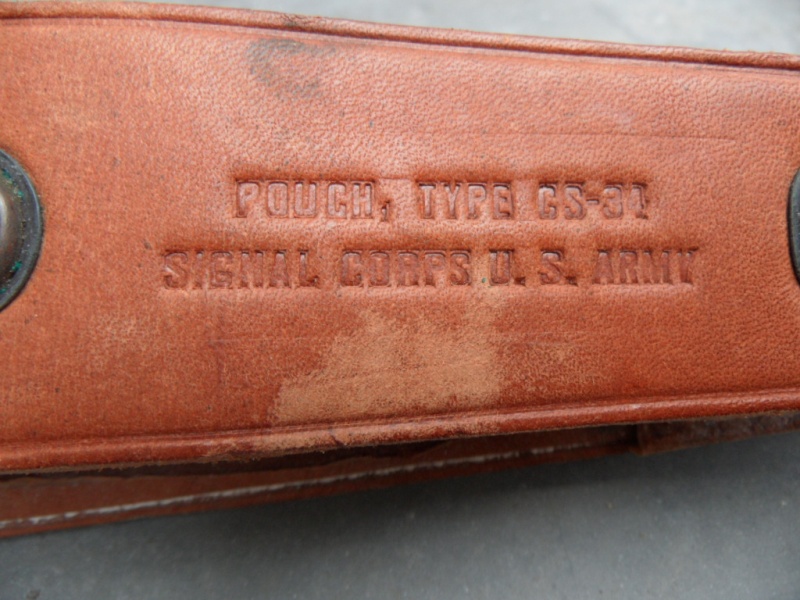 POUCH, TYPE CS-34
SIGNAL CORPS U. S. ARMY